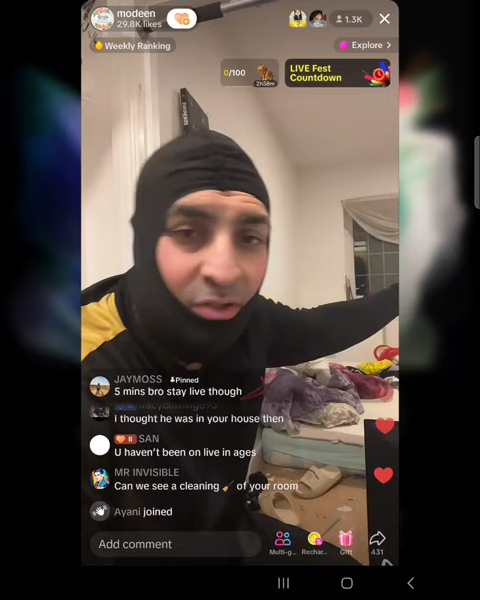 modeen
29.8K likes
1.3K
Weekly Ranking
Explore >
0/100
2h58m
LIVE Fest
Countdown
JAYMOSS Pinned
5 mins bro stay live though
I thought he was in your house then
II SAN
U haven't been on live in ages
MR INVISIBLE
Can we see a cleaning 🧹 of your room
Ayani joined
Add comment
Multi-g...
Rechar...
Gift
431